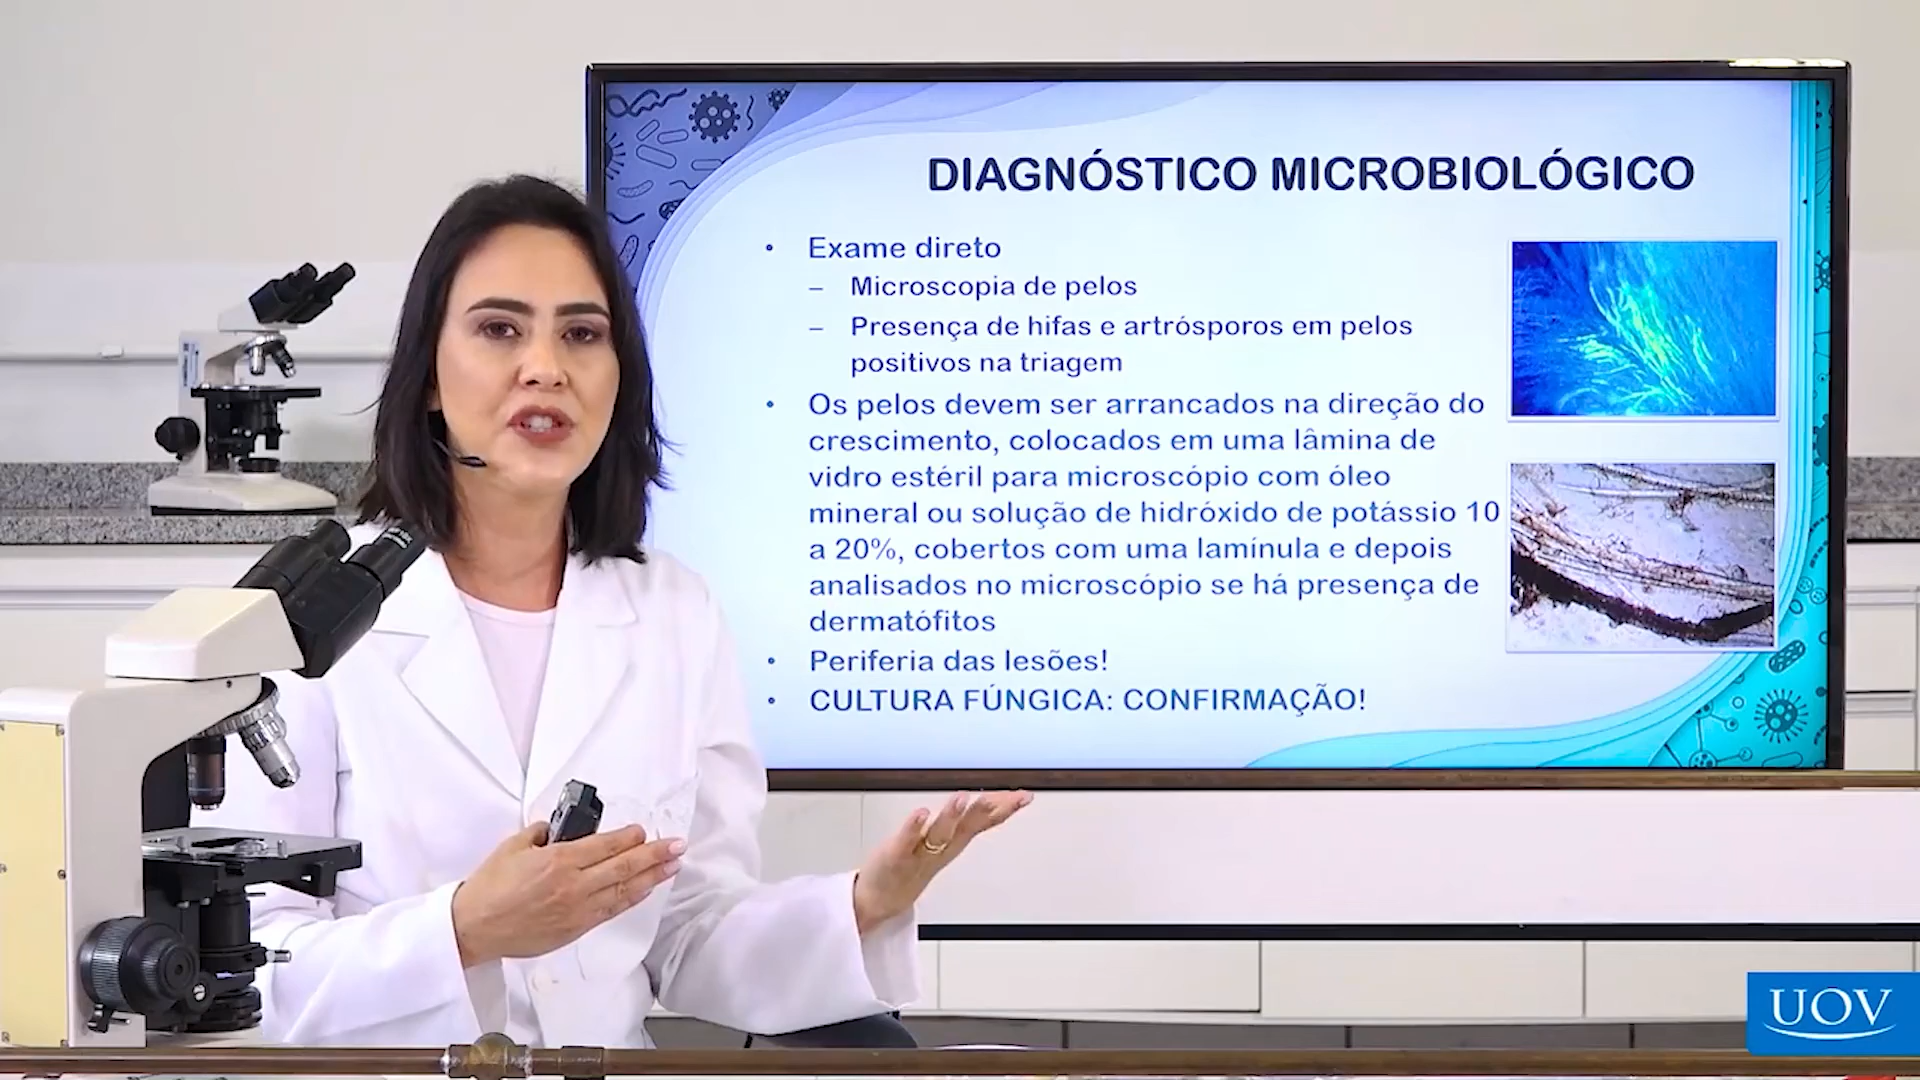 DIAGNÓSTICO MICROBIOLÓGICO
• Exame direto
– Microscopia de pelos
– Presença de hifas e artrósporos em pelos
positivos na triagem
• Os pelos devem ser arrancados na direção do
crescimento, colocados em uma lâmina de
vidro estéril para microscópio com óleo
mineral ou solução de hidróxido de potássio 10
a 20%, cobertos com uma lamínula e depois
analisados no microscópio se há presença de
dermatófitos
• Periferia das lesões!
• CULTURA FÚNGICA: CONFIRMAÇÃO!
UOV